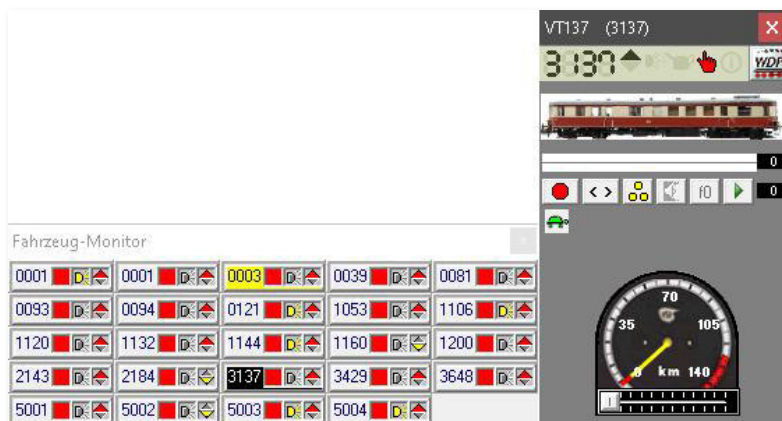 VT137 (3137)
3137
WDP
0
f0
0
Fahrzeug-Monitor
0001 D 0001 D 0003 D 0039 D 0081 D
0093 D 0094 D 0121 D 1053 D 1106 D
1120 D 1132 D 1144 D 1160 D 1200 D
2143 D 2184 D 3137 D 3429 D 3648 D
5001 D 5002 D 5003 D 5004 D
70
35 105
0 km 140